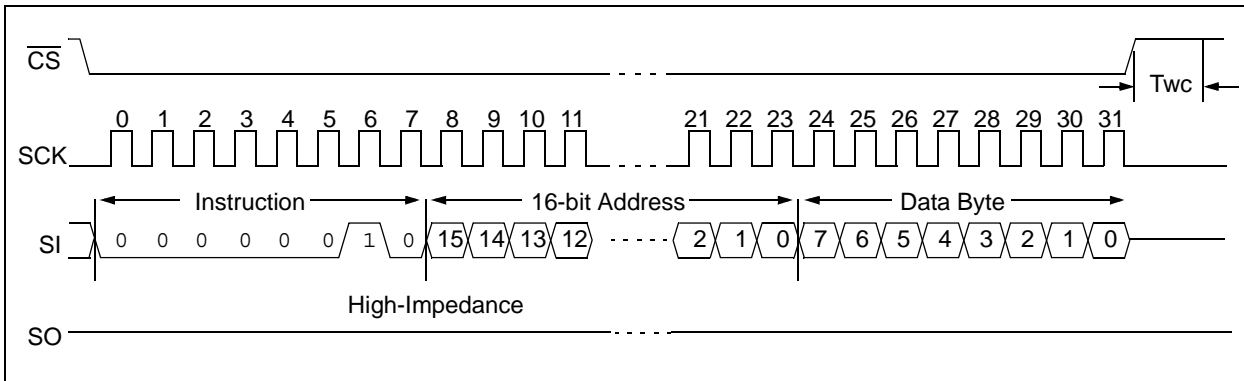 CS
Twc
0 1 2 3 4 5 6 7 8 9 10 11 21 22 23 24 25 26 27 28 29 30 31
SCK
Instruction 16-bit Address Data Byte
SI 0 0 0 0 0 0 1 0 15 14 13 12 2 1 0 7 6 5 4 3 2 1 0
High-Impedance
SO